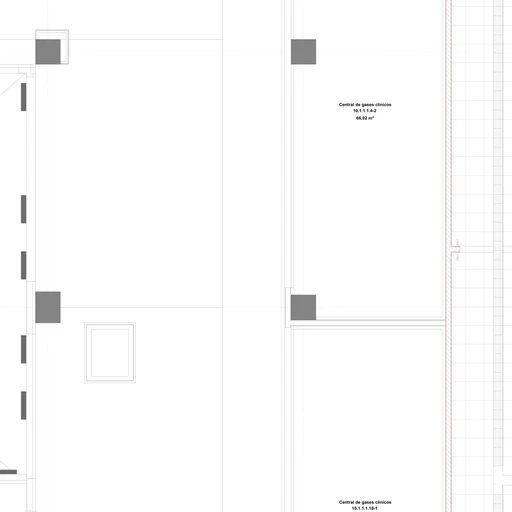 Central de gases clínicos
10.1.1.1.4-2
66,02 m²
Central de gases clínicos
10.1.1.1.18-1